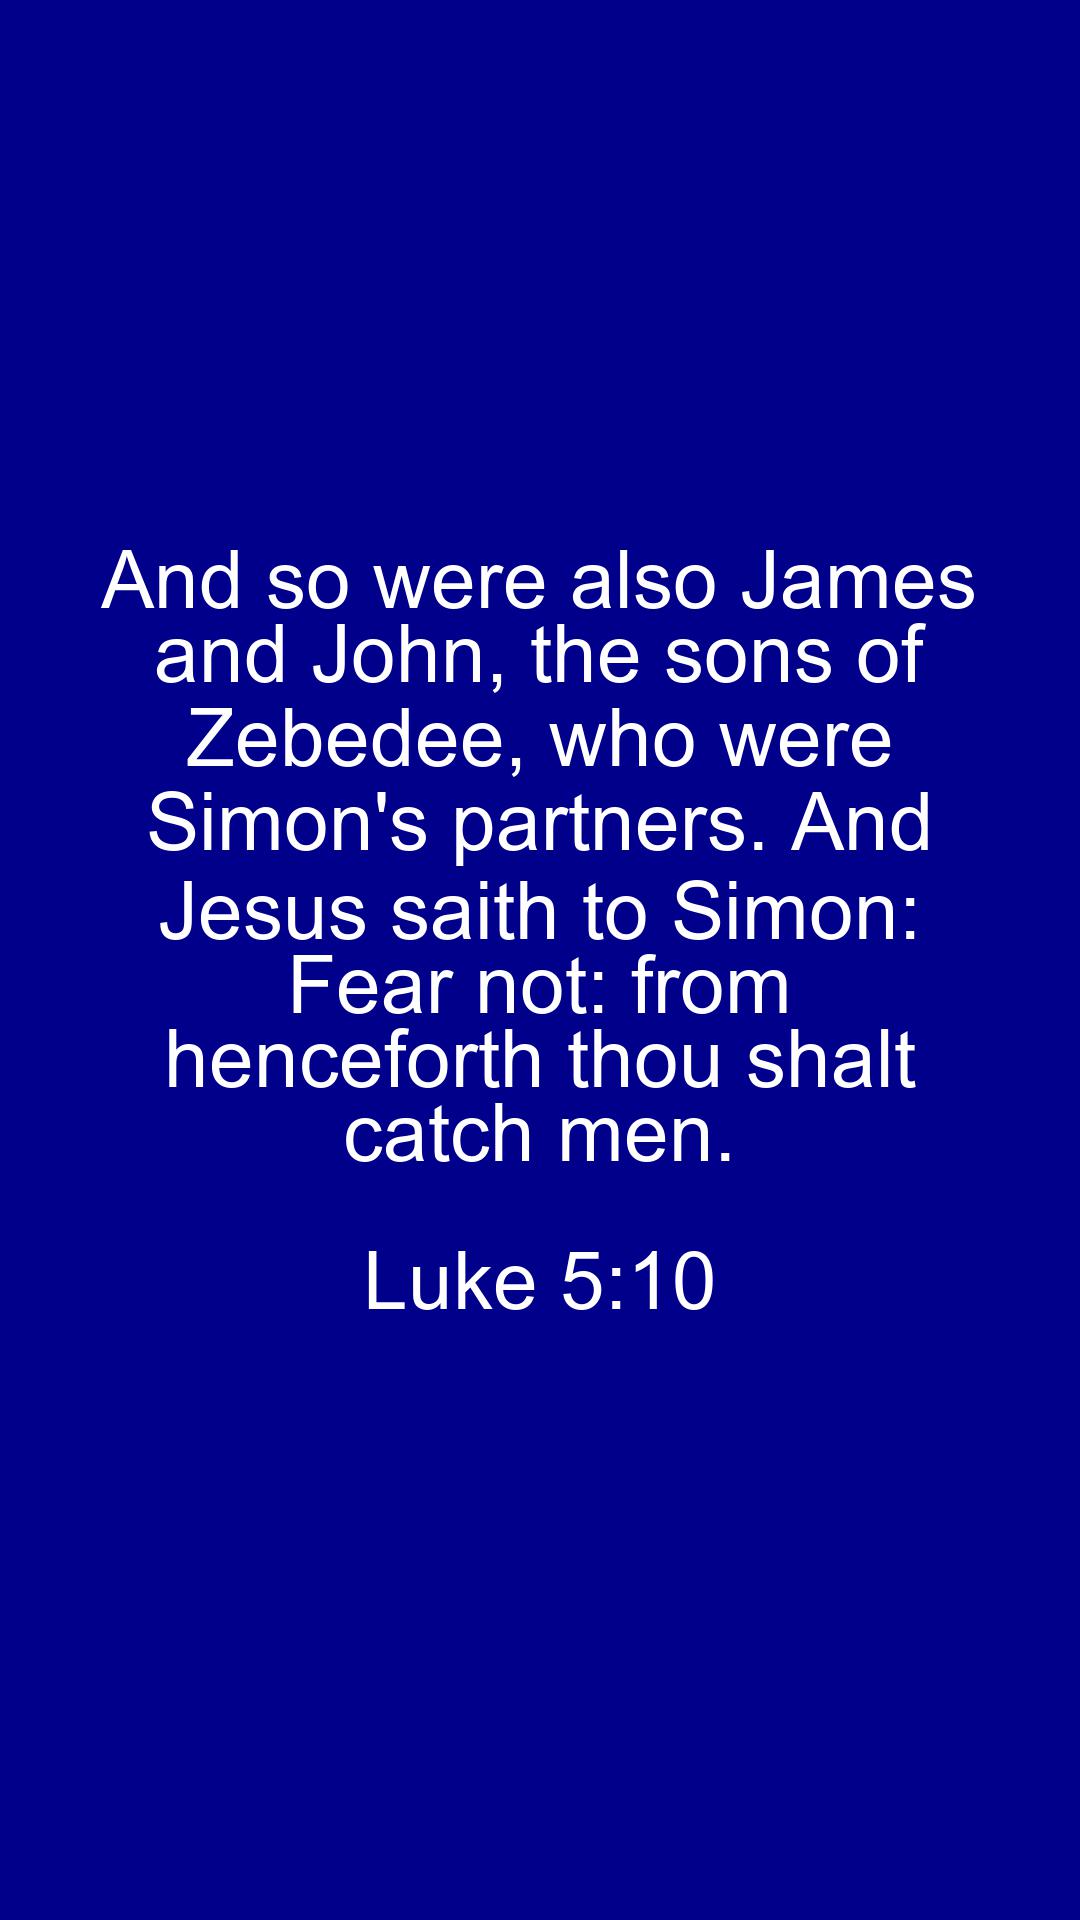 And so were also James
and John, the sons of
Zebedee, who were
Simon's partners. And
Jesus saith to Simon:
Fear not: from
henceforth thou shalt
catch men.
Luke 5:10